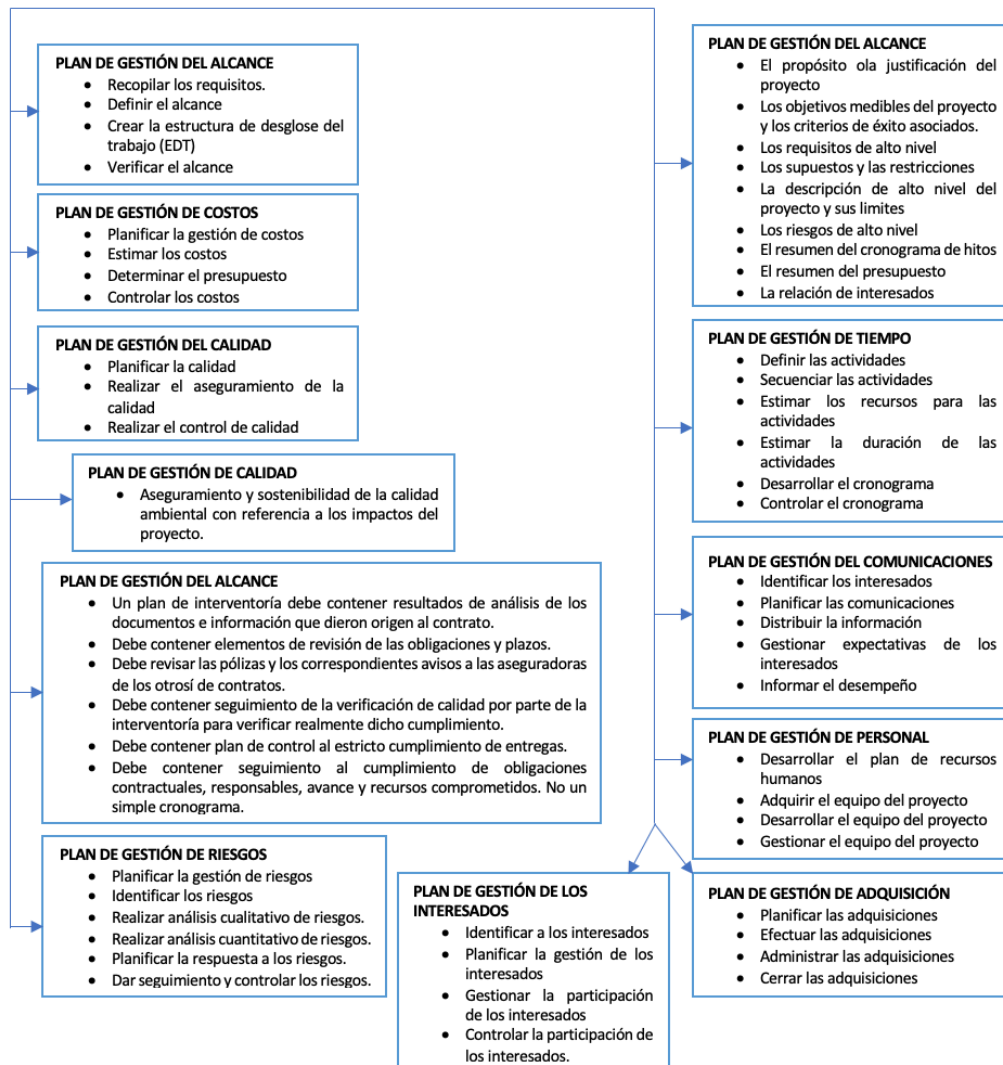 PLAN DE GESTIÓN DEL ALCANCE
• Recopilar los requisitos.
• Definir el alcance
• Crear la estructura de desglose del
trabajo (EDT)
• Verificar el alcance
PLAN DE GESTIÓN DE COSTOS
• Planificar la gestión de costos
• Estimar los costos
• Determinar el presupuesto
• Controlar los costos
PLAN DE GESTIÓN DEL CALIDAD
• Planificar la calidad
• Realizar el aseguramiento de la
calidad
• Realizar el control de calidad
PLAN DE GESTIÓN DE CALIDAD
• Aseguramiento y sostenibilidad de la calidad
ambiental con referencia a los impactos del
proyecto.
PLAN DE GESTIÓN DEL ALCANCE
• Un plan de interventoría debe contener resultados de análisis de los
documentos e información que dieron origen al contrato.
• Debe contener elementos de revisión de las obligaciones y plazos.
• Debe revisar las pólizas y los correspondientes avisos a las aseguradoras
de los otrosí de contratos.
• Debe contener seguimiento de la verificación de calidad por parte de la
interventoría para verificar realmente dicho cumplimiento.
• Debe contener plan de control al estricto cumplimiento de entregas.
• Debe contener seguimiento al cumplimiento de obligaciones
contractuales, responsables, avance y recursos comprometidos. No un
simple cronograma.
PLAN DE GESTIÓN DE RIESGOS
• Planificar la gestión de riesgos
• Identificar los riesgos
• Realizar análisis cualitativo de riesgos.
• Realizar análisis cuantitativo de riesgos.
• Planificar la respuesta a los riesgos.
• Dar seguimiento y controlar los riesgos.
PLAN DE GESTIÓN DE LOS
INTERESADOS
• Identificar a los interesados
• Planificar la gestión de los
interesados
• Gestionar la participación
de los interesados
• Controlar la participación de
los interesados.
PLAN DE GESTIÓN DEL ALCANCE
• El propósito ola justificación del
proyecto
• Los objetivos medibles del proyecto
y los criterios de éxito asociados.
• Los requisitos de alto nivel
• Los supuestos y las restricciones
• La descripción de alto nivel del
proyecto y sus limites
• Los riesgos de alto nivel
• El resumen del cronograma de hitos
• El resumen del presupuesto
• La relación de interesados
PLAN DE GESTIÓN DE TIEMPO
• Definir las actividades
• Secuenciar las actividades
• Estimar los recursos para las
actividades
• Estimar la duración de las
actividades
• Desarrollar el cronograma
• Controlar el cronograma
PLAN DE GESTIÓN DEL COMUNICACIONES
• Identificar los interesados
• Planificar las comunicaciones
• Distribuir la información
• Gestionar expectativas de los
interesados
• Informar el desempeño
PLAN DE GESTIÓN DE PERSONAL
• Desarrollar el plan de recursos
humanos
• Adquirir el equipo del proyecto
• Desarrollar el equipo del proyecto
• Gestionar el equipo del proyecto
PLAN DE GESTIÓN DE ADQUISICIÓN
• Planificar las adquisiciones
• Efectuar las adquisiciones
• Administrar las adquisiciones
• Cerrar las adquisiciones